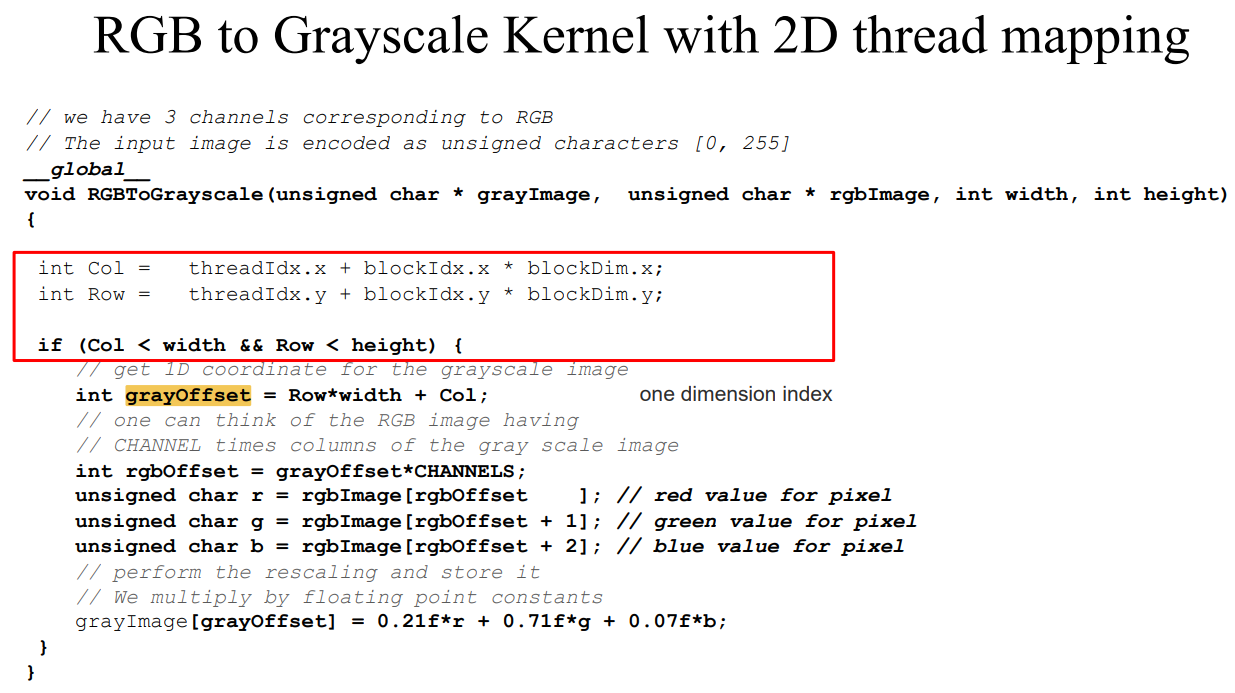 RGB to Grayscale Kernel with 2D thread mapping
// we have 3 channels corresponding to RGB
// The input image is encoded as unsigned characters [0, 255]
__global__
void RGBToGrayscale(unsigned char * grayImage,  unsigned char * rgbImage, int width, int height)
{
int Col =   threadIdx.x + blockIdx.x * blockDim.x;
int Row =   threadIdx.y + blockIdx.y * blockDim.y;
if (Col < width && Row < height) {
// get 1D coordinate for the grayscale image
int grayOffset = Row*width + Col; one dimension index
// one can think of the RGB image having
// CHANNEL times columns of the gray scale image
int rgbOffset = grayOffset*CHANNELS;
unsigned char r = rgbImage[rgbOffset    ]; // red value for pixel
unsigned char g = rgbImage[rgbOffset + 1]; // green value for pixel
unsigned char b = rgbImage[rgbOffset + 2]; // blue value for pixel
// perform the rescaling and store it
// We multiply by floating point constants
grayImage[grayOffset] = 0.21f*r + 0.71f*g + 0.07f*b;
}
}